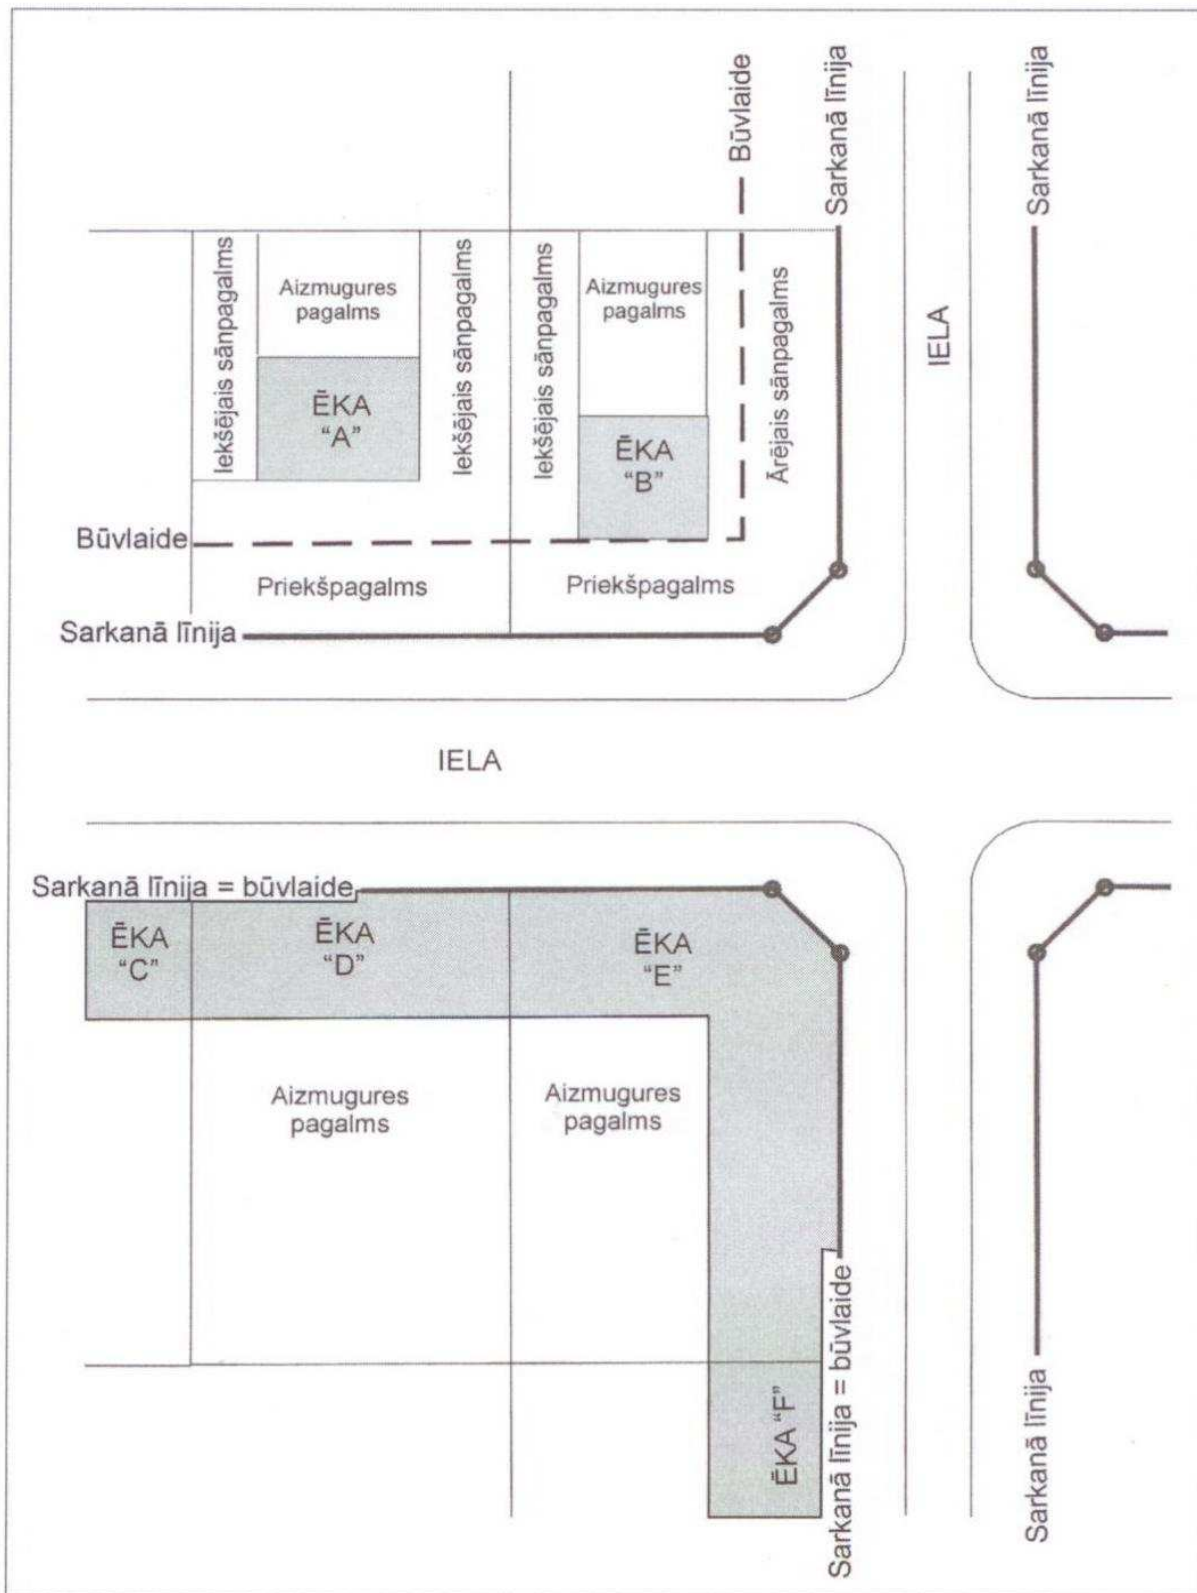 Būvlaide
Sarkanā līnija
Sarkanā līnija
Iekšējais sānpagalms
Aizmugures
pagalms
Iekšējais sānpagalms
Iekšējais sānpagalms
Aizmugures
pagalms
Ārējais sānpagalms
IELA
ĒKA
“A”
ĒKA
“B”
Būvlaide
Priekšpagalms
Priekšpagalms
Sarkanā līnija
IELA
Sarkanā līnija = būvlaide
ĒKA
“C”
ĒKA
“D”
ĒKA
“E”
Aizmugures
pagalms
Aizmugures
pagalms
ĒKA “F”
Sarkanā līnija = būvlaide
Sarkanā līnija